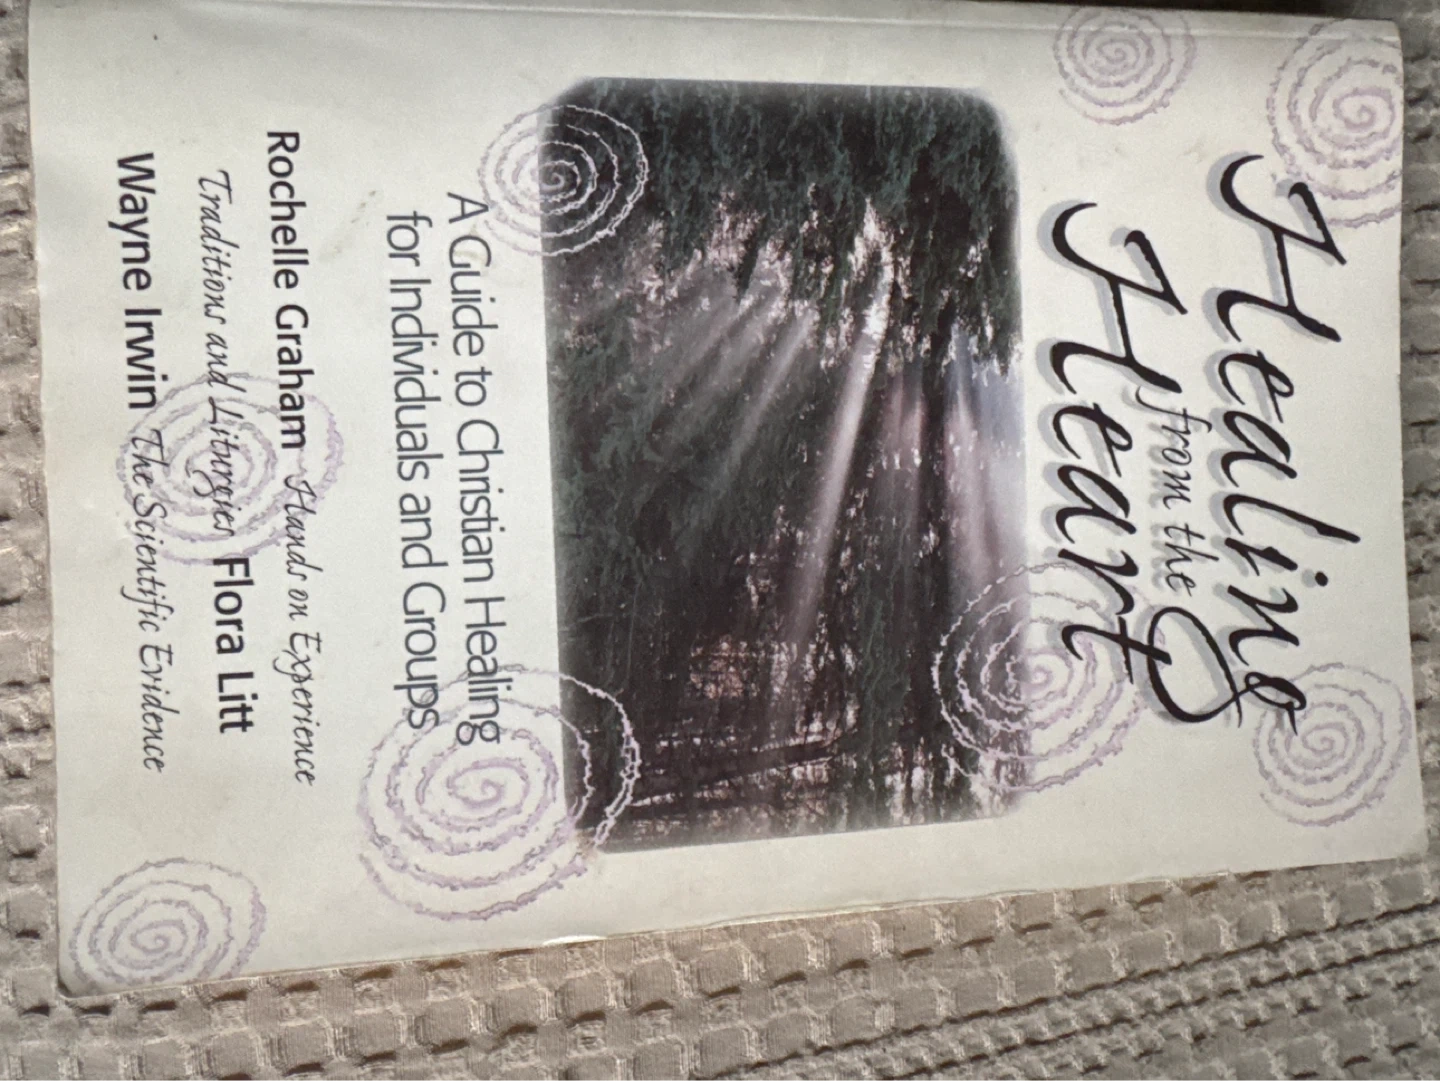 Healing
from the
Heart
A Guide to Christian Healing
for Individuals and Groups
Rochelle Graham Hands on Experience
Traditions and Liturgies Flora Litt
Wayne Irwin The Scientific Evidence